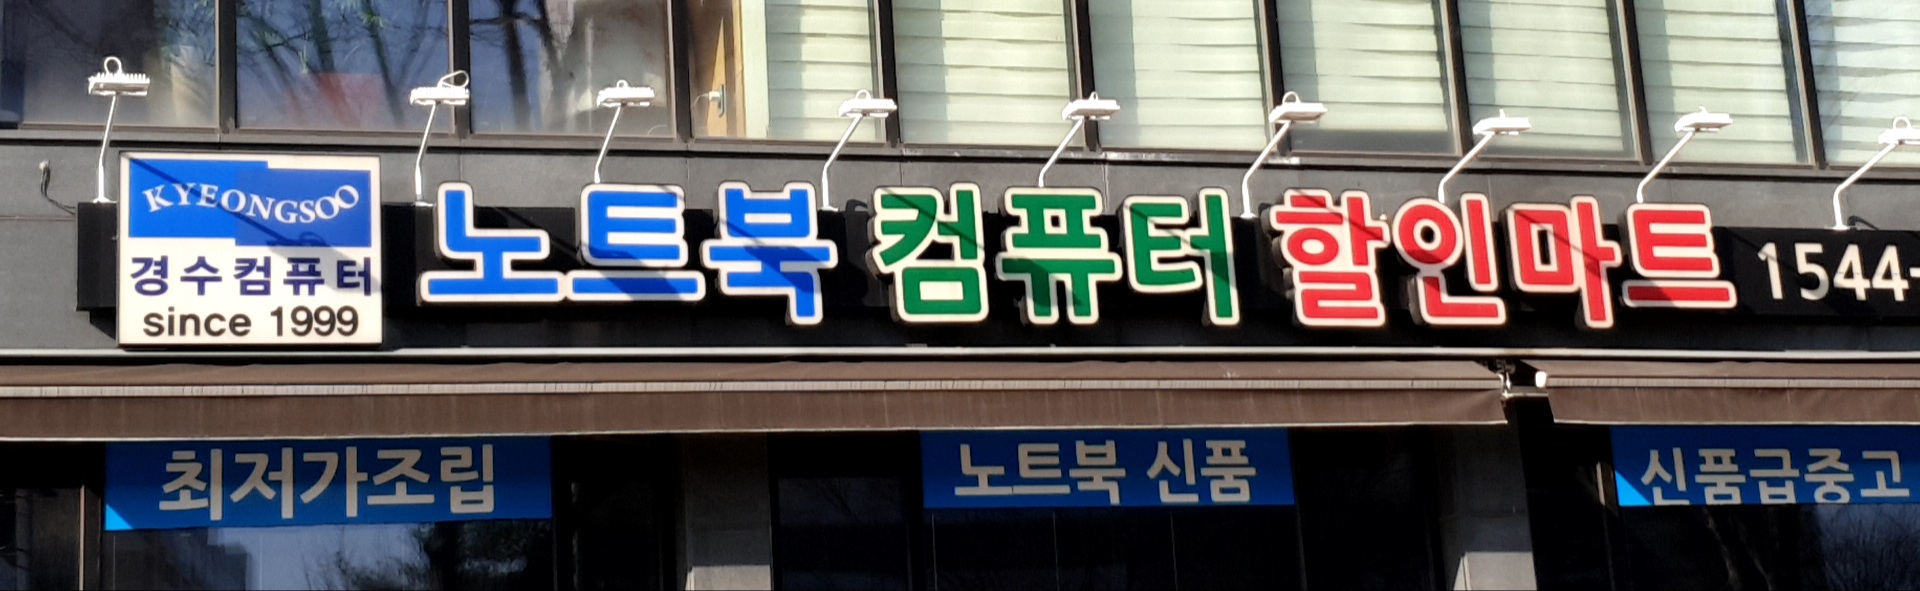 KYEONGSOO
경수컴퓨터
since 1999
노트북 컴퓨터 할인마트 1544-
최저가조립
노트북 신품
신품급중고